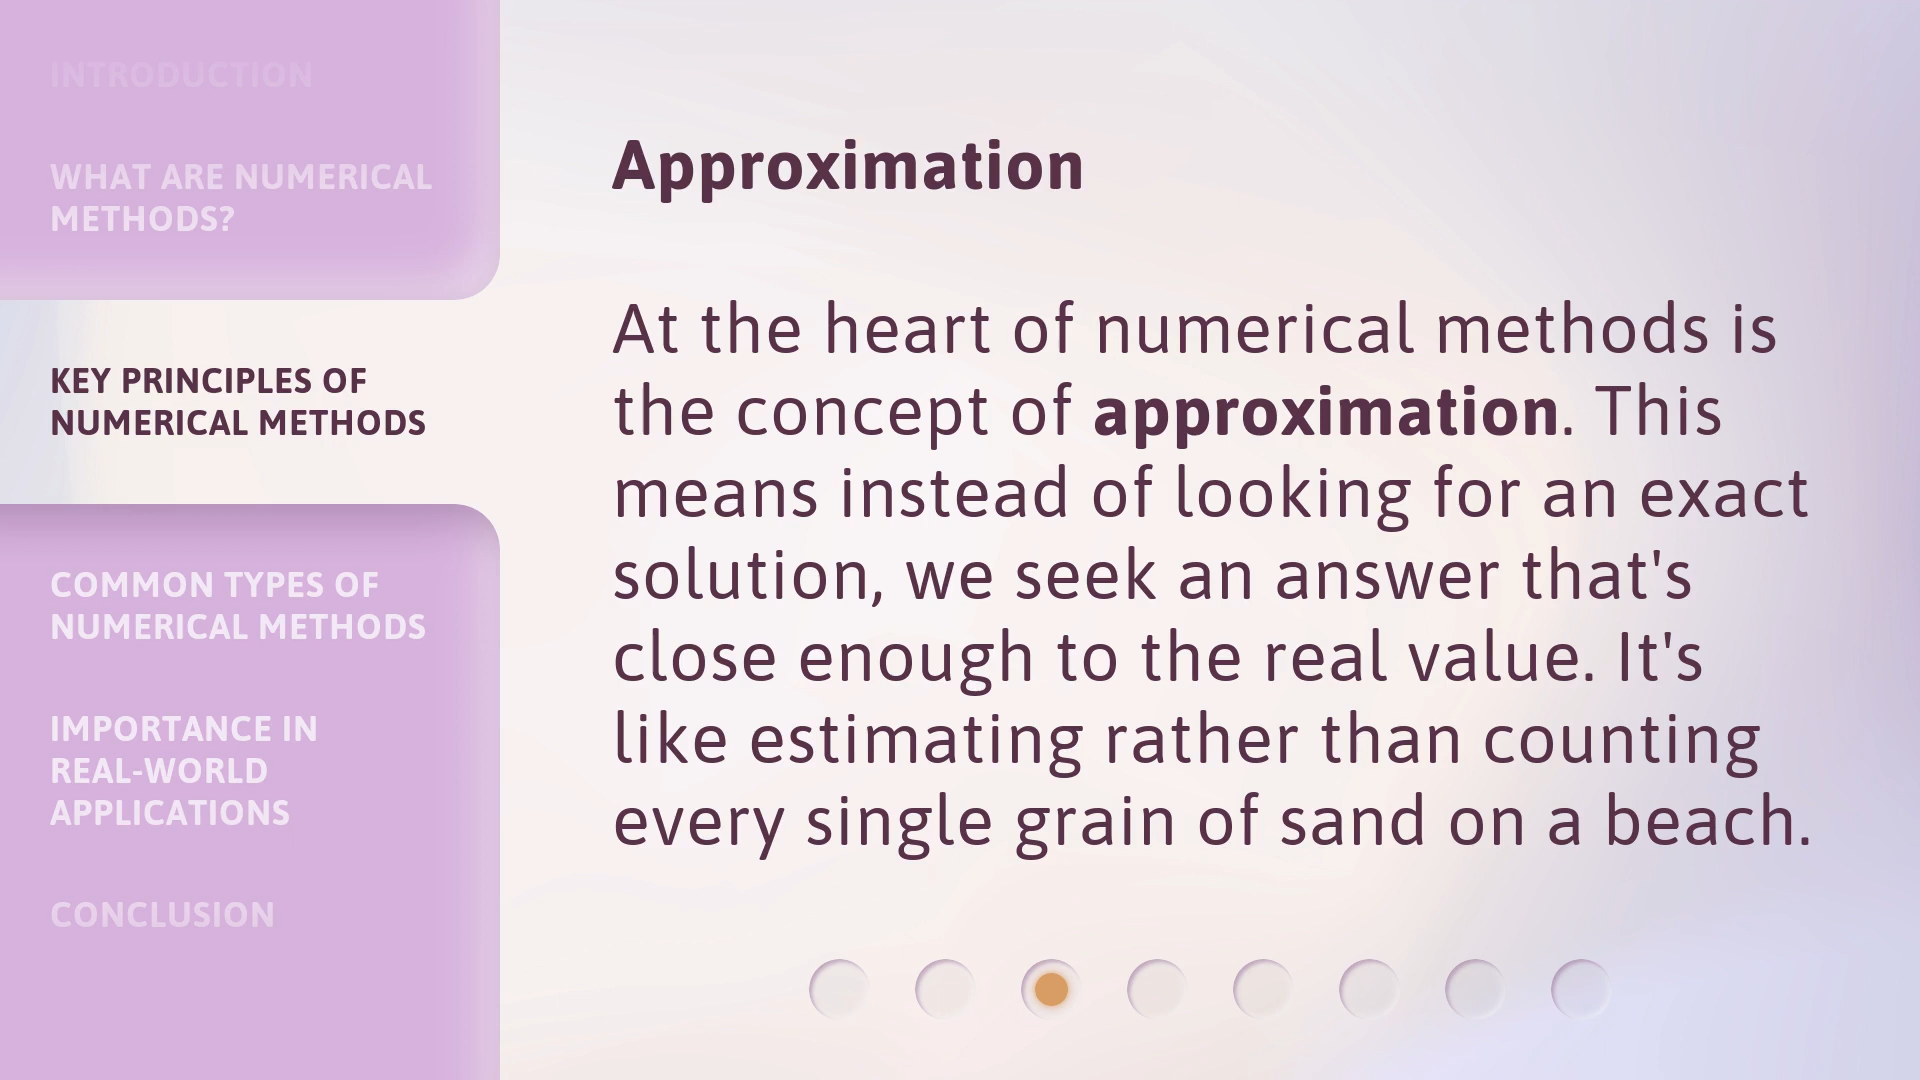 INTRODUCTION
WHAT ARE NUMERICAL
METHODS?
KEY PRINCIPLES OF
NUMERICAL METHODS
COMMON TYPES OF
NUMERICAL METHODS
IMPORTANCE IN
REAL-WORLD
APPLICATIONS
CONCLUSION
Approximation
At the heart of numerical methods is
the concept of approximation. This
means instead of looking for an exact
solution, we seek an answer that's
close enough to the real value. It's
like estimating rather than counting
every single grain of sand on a beach.